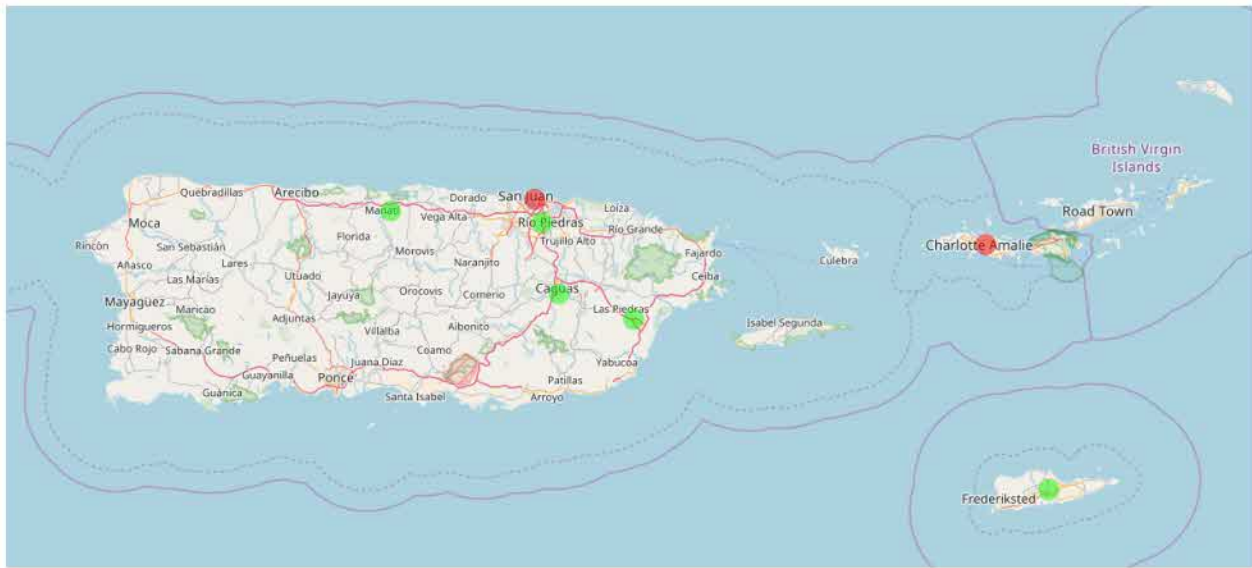 British Virgin
Islands
Quebradillas
Arecibo
Dorado
San Juan
Moca
Manatí
Vega Alta
Río Piedras
Loíza
Road Town
Rincón
San Sebastián
Florida
Trujillo Alto
Río Grande
Charlotte Amalie
Añasco
Lares
Morovis
Naranjito
Fajardo
Culebra
Las Marías
Utuado
Ceiba
Mayagüez
Maricao
Jayuya
Orocovis
Comerío
Caguas
Las Piedras
Hormigueros
Adjuntas
Villalba
Aibonito
Isabel Segunda
Cabo Rojo
Sabana Grande
Peñuelas
Juana Díaz
Coamo
Yabucoa
Guayanilla
Ponce
Patillas
Guánica
Santa Isabel
Arroyo
Frederiksted